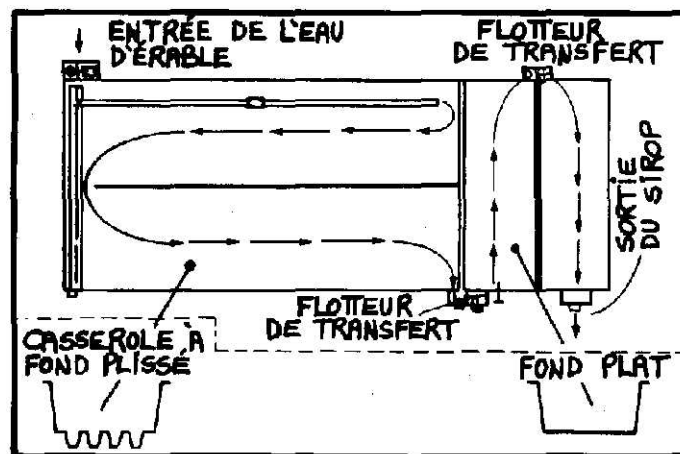 ENTRÉE DE L'EAU
D'ÉRABLE
FLOTTEUR
DE TRANSFERT
SORTIE
DU SIROP
FLOTTEUR
DE TRANSFERT
CASSEROLE À
FOND PLISSÉ
FOND PLAT